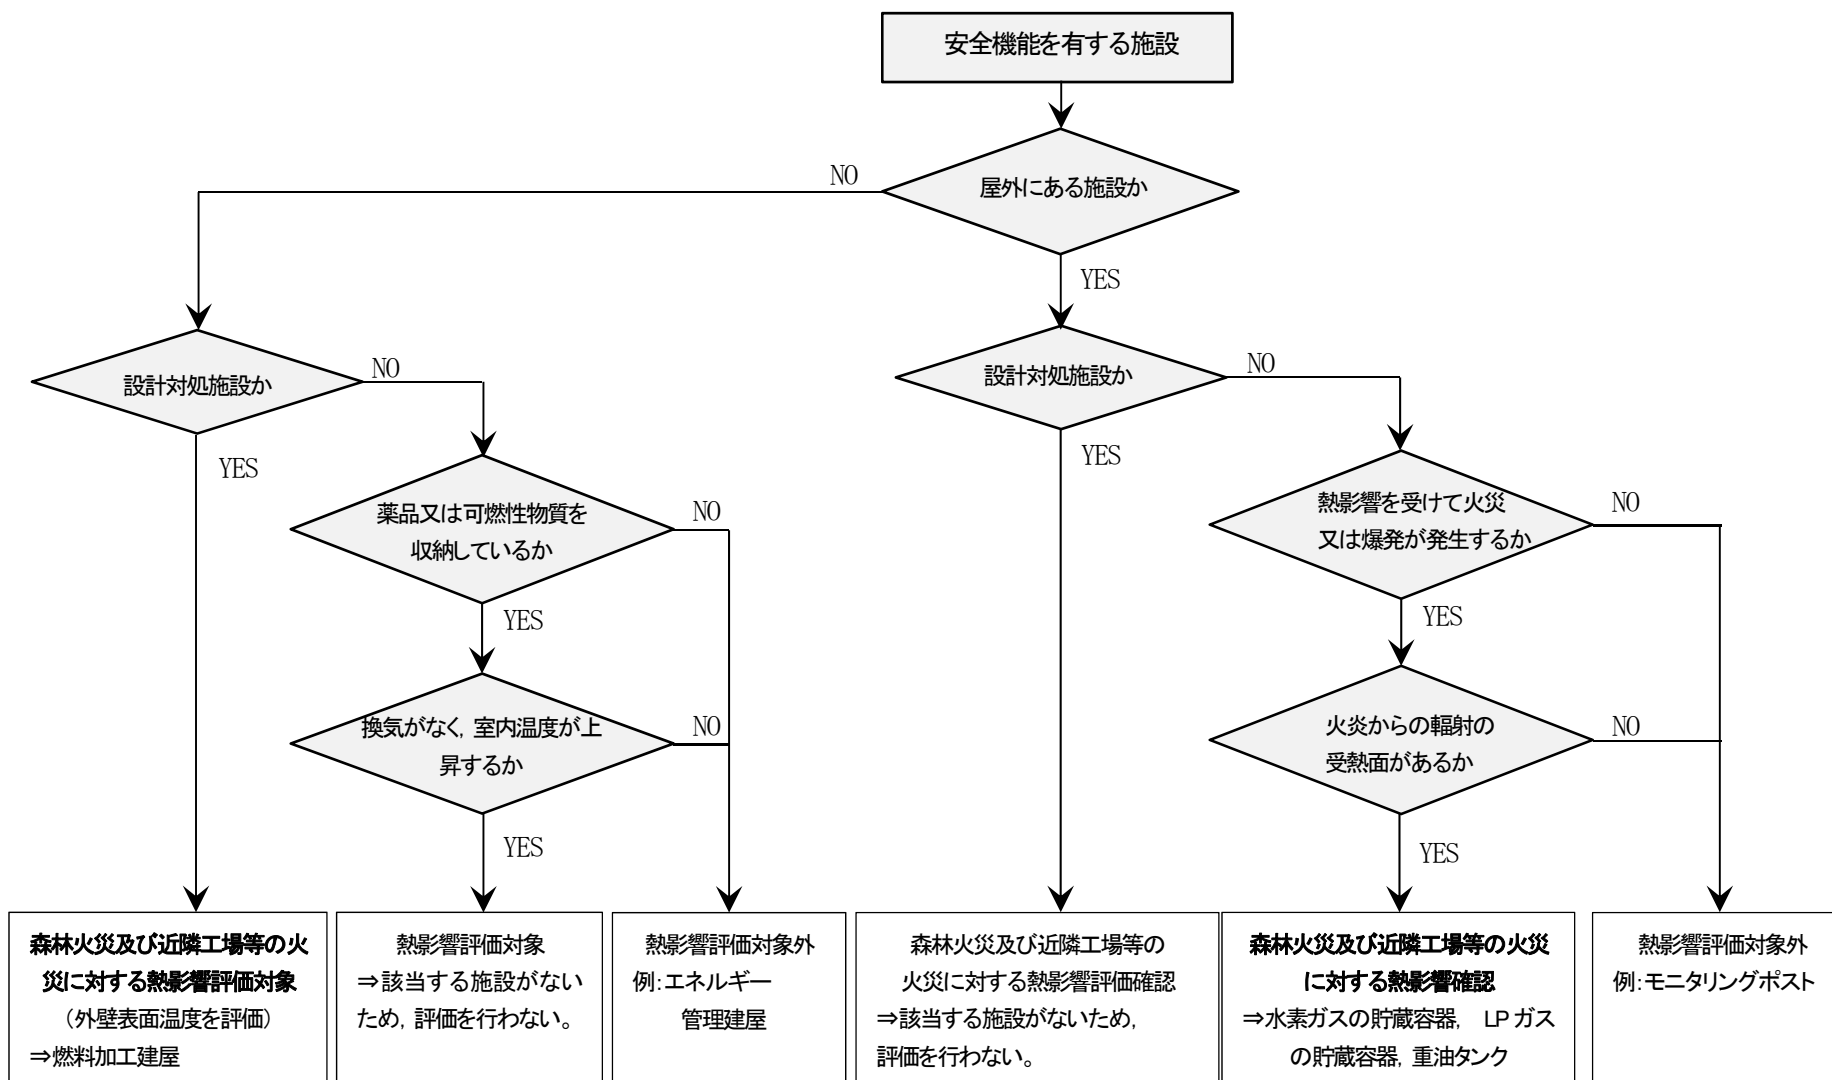 安全機能を有する施設
屋外にある施設か
NO
YES
設計対処施設か
NO
YES
設計対処施設か
NO
YES
薬品又は可燃性物質を
収納しているか
NO
YES
熱影響を受けて火災
又は爆発が発生するか
NO
YES
換気がなく，室内温度が上
昇するか
NO
YES
火炎からの輻射の
受熱面があるか
NO
YES
森林火災及び近隣工場等の火
災に対する熱影響評価対象
（外壁表面温度を評価）
⇒燃料加工建屋
熱影響評価対象
⇒該当する施設がない
ため，評価を行わない。
熱影響評価対象外
例：エネルギー
管理建屋
森林火災及び近隣工場等の
火災に対する熱影響評価確認
⇒該当する施設がないため，
評価を行わない。
森林火災及び近隣工場等の火災
に対する熱影響確認
⇒水素ガスの貯蔵容器， LPガス
の貯蔵容器，重油タンク
熱影響評価対象外
例：モニタリングポスト